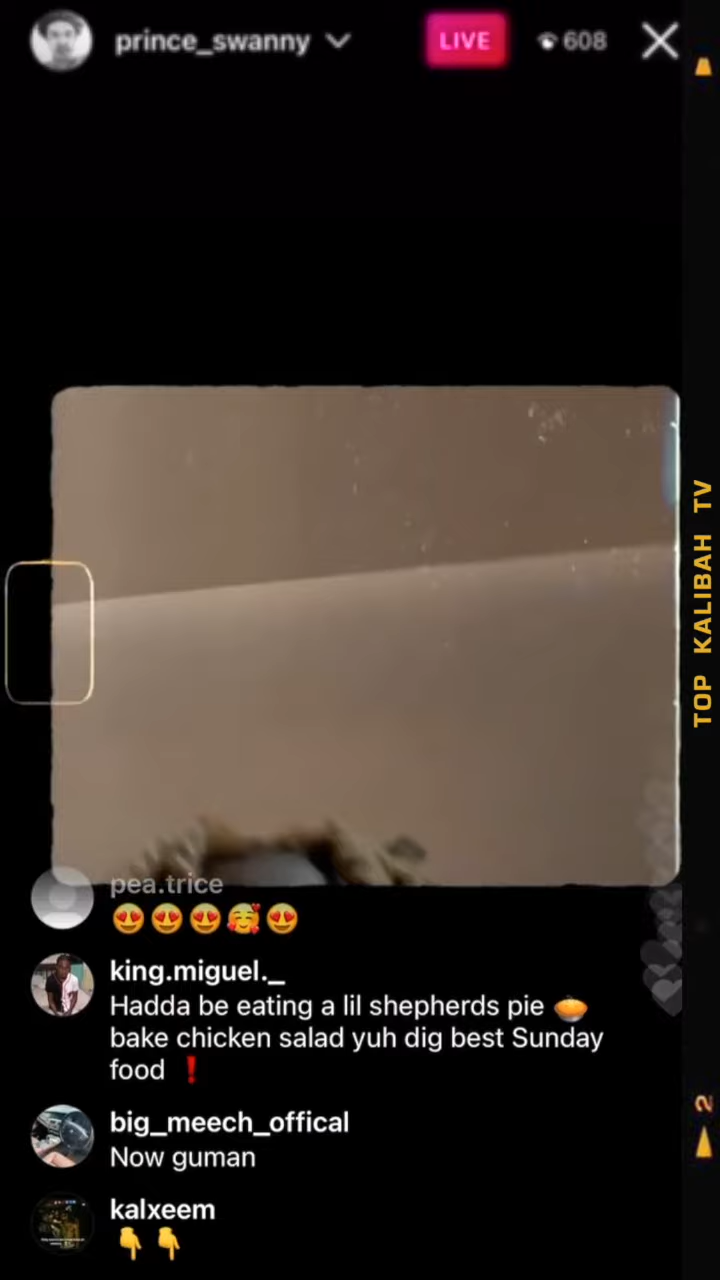 prince_swanny
LIVE
608
TOP KALIBAH TV
pea.trice
😍😍😍🥰😍
king.miguel._
Hadda be eating a lil shepherds pie 🥧
bake chicken salad yuh dig best Sunday
food ❗
big_meech_offical
Now guman
kalxeem
👇👇
2